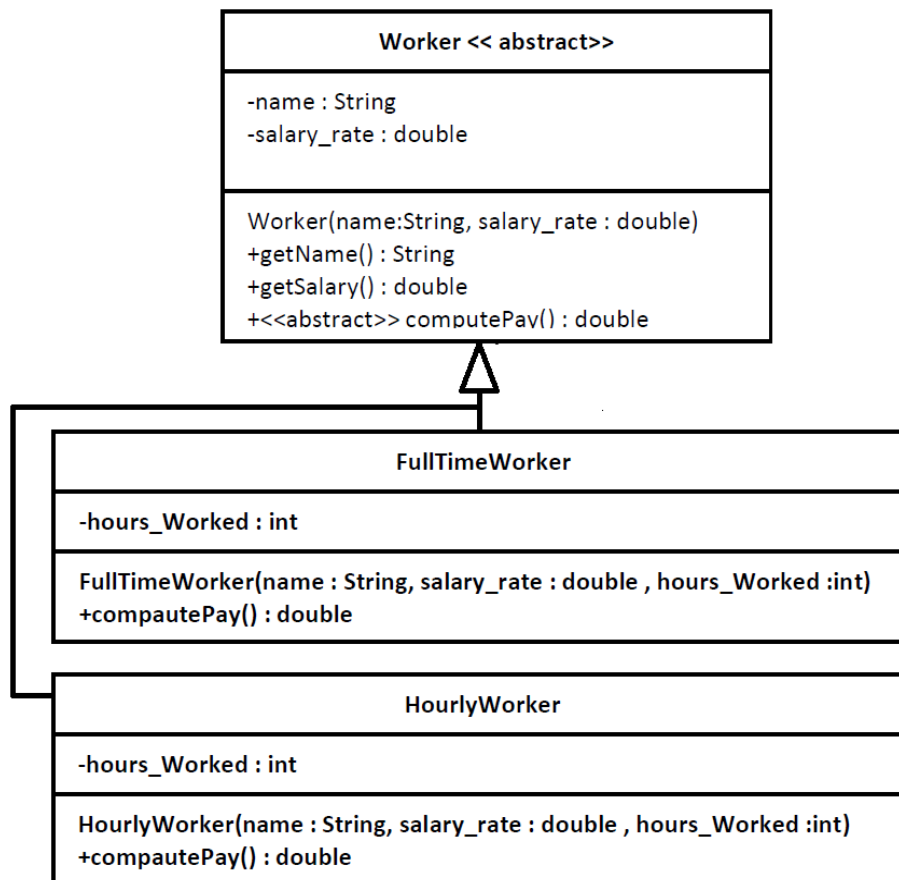 Worker << abstract>>
-name : String
-salary_rate : double
Worker(name:String, salary_rate : double)
+getName() : String
+getSalary() : double
+<<abstract>> computePay() : double
FullTimeWorker
-hours_Worked : int
FullTimeWorker(name : String, salary_rate : double , hours_Worked :int)
+compautePay() : double
HourlyWorker
-hours_Worked : int
HourlyWorker(name : String, salary_rate : double , hours_Worked :int)
+compautePay() : double